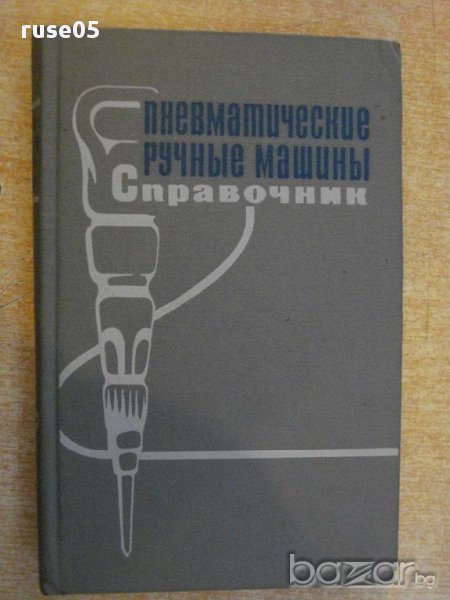 ruse05
пневматические
ручные машины
Справочник
bazar.bg